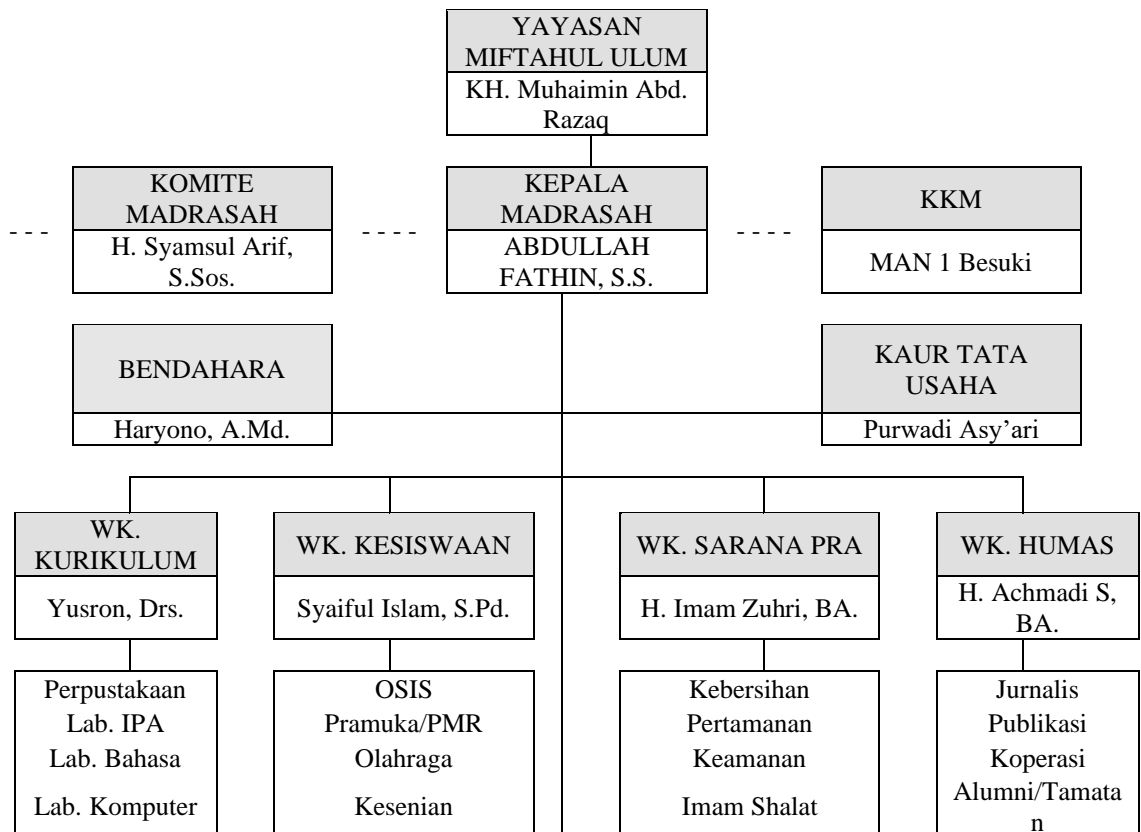 YAYASAN
MIFTAHUL ULUM
KH. Muhaimin Abd.
Razaq
KOMITE
MADRASAH
H. Syamsul Arif,
S.Sos.
KEPALA
MADRASAH
ABDULLAH
FATHIN, S.S.
KKM
MAN 1 Besuki
BENDAHARA
Haryono, A.Md.
KAUR TATA
USAHA
Purwadi Asy’ari
WK.
KURIKULUM
Yusron, Drs.
WK. KESISWAAN
Syaiful Islam, S.Pd.
WK. SARANA PRA
H. Imam Zuhri, BA.
WK. HUMAS
H. Achmadi S,
BA.
Perpustakaan
Lab. IPA
Lab. Bahasa
Lab. Komputer
OSIS
Pramuka/PMR
Olahraga
Kesenian
Kebersihan
Pertamanan
Keamanan
Imam Shalat
Jurnalis
Publikasi
Koperasi
Alumni/Tamata
n